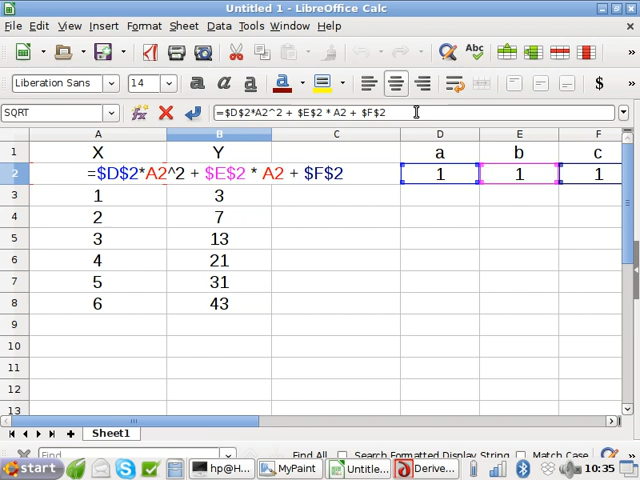 Untitled 1 - LibreOffice Calc
File Edit View Insert Format Sheet Data Tools Window Help
Abc
Liberation Sans 14 a a a $
SQRT =$D$2*A2^2 + $E$2 * A2 + $F$2
A B C D E F
1 X Y a b c
2 =$D$2*A2^2 + $E$2 * A2 + $F$2 1 1 1
3 1 3
4 2 7
5 3 13
6 4 21
7 5 31
8 6 43
9
10
11
12
13
Sheet1
Find All Search Formatted Display String Match Case
start hp@H... MyPaint Untitle... Derive... 10:35